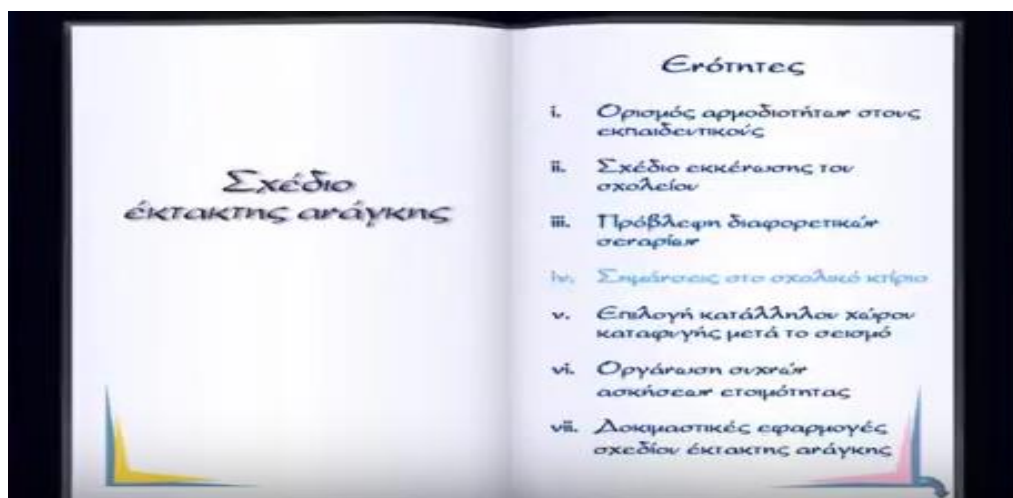 Σχέδιο
έκτακτης ανάγκης
Ενότητες
i. Ορισμός αρμοδιοτήτων στους
εκπαιδευτικούς
ii. Σχέδιο εκκένωσης του
σχολείου
iii. Πρόβλεψη διαφορετικών
σεναρίων
iv. Σημάνσεις στο σχολικό κτίριο
v. Επιλογή κατάλληλου χώρου
καταφυγής μετά το σεισμό
vi. Οργάνωση συχνών
ασκήσεων ετοιμότητας
vii. Δοκιμαστικές εφαρμογές
σχεδίου έκτακτης ανάγκης